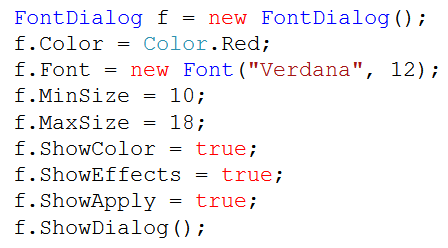 FontDialog f = new FontDialog();
f.Color = Color.Red;
f.Font = new Font("Verdana", 12);
f.MinSize = 10;
f.MaxSize = 18;
f.ShowColor = true;
f.ShowEffects = true;
f.ShowApply = true;
f.ShowDialog();